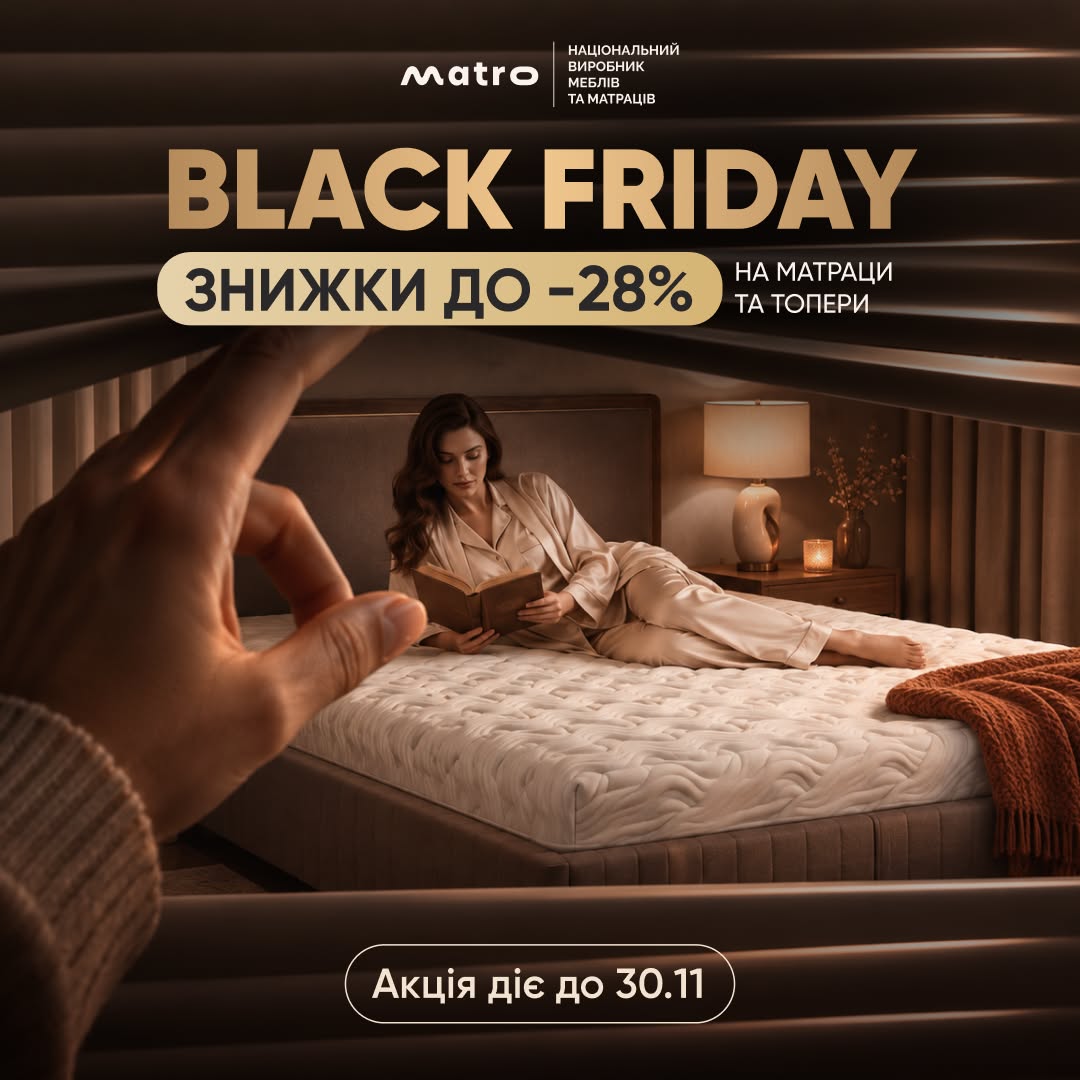 matro
НАЦІОНАЛЬНИЙ
ВИРОБНИК
МЕБЛІВ
ТА МАТРАЦІВ
BLACK FRIDAY
ЗНИЖКИ ДО -28%
НА МАТРАЦИ
ТА ТОПЕРИ
Акція діє до 30.11